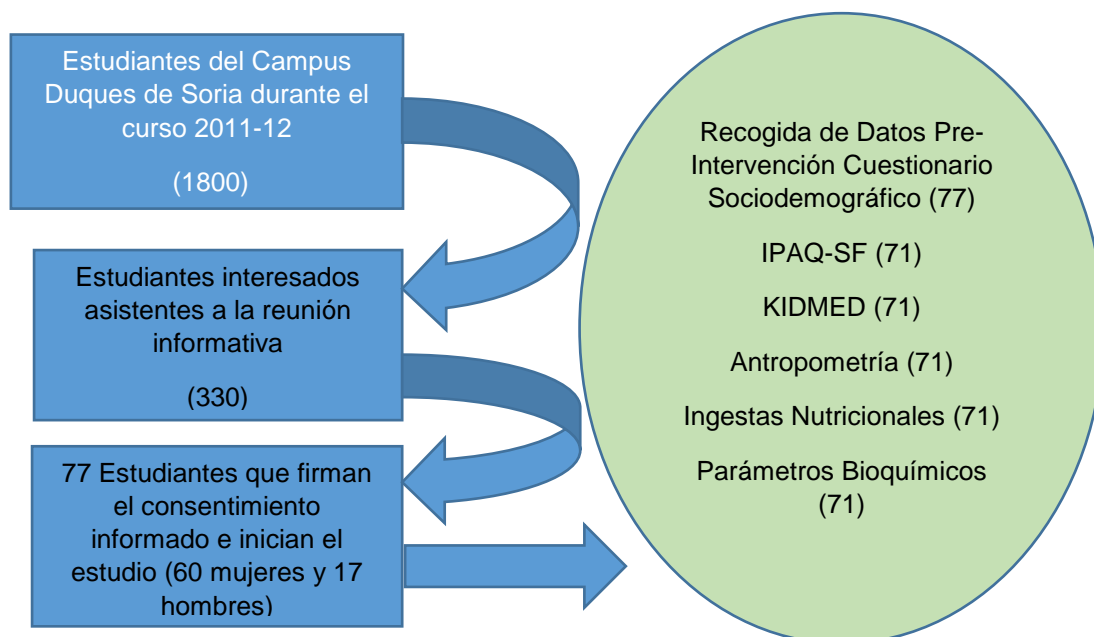 Estudiantes del Campus
Duques de Soria durante el
curso 2011-12
(1800)
Estudiantes interesados
asistentes a la reunión
informativa
(330)
77 Estudiantes que firman
el consentimiento
informado e inician el
estudio (60 mujeres y 17
hombres)
Recogida de Datos Pre-
Intervención Cuestionario
Sociodemográfico (77)
IPAQ-SF (71)
KIDMED (71)
Antropometría (71)
Ingestas Nutricionales (71)
Parámetros Bioquímicos
(71)